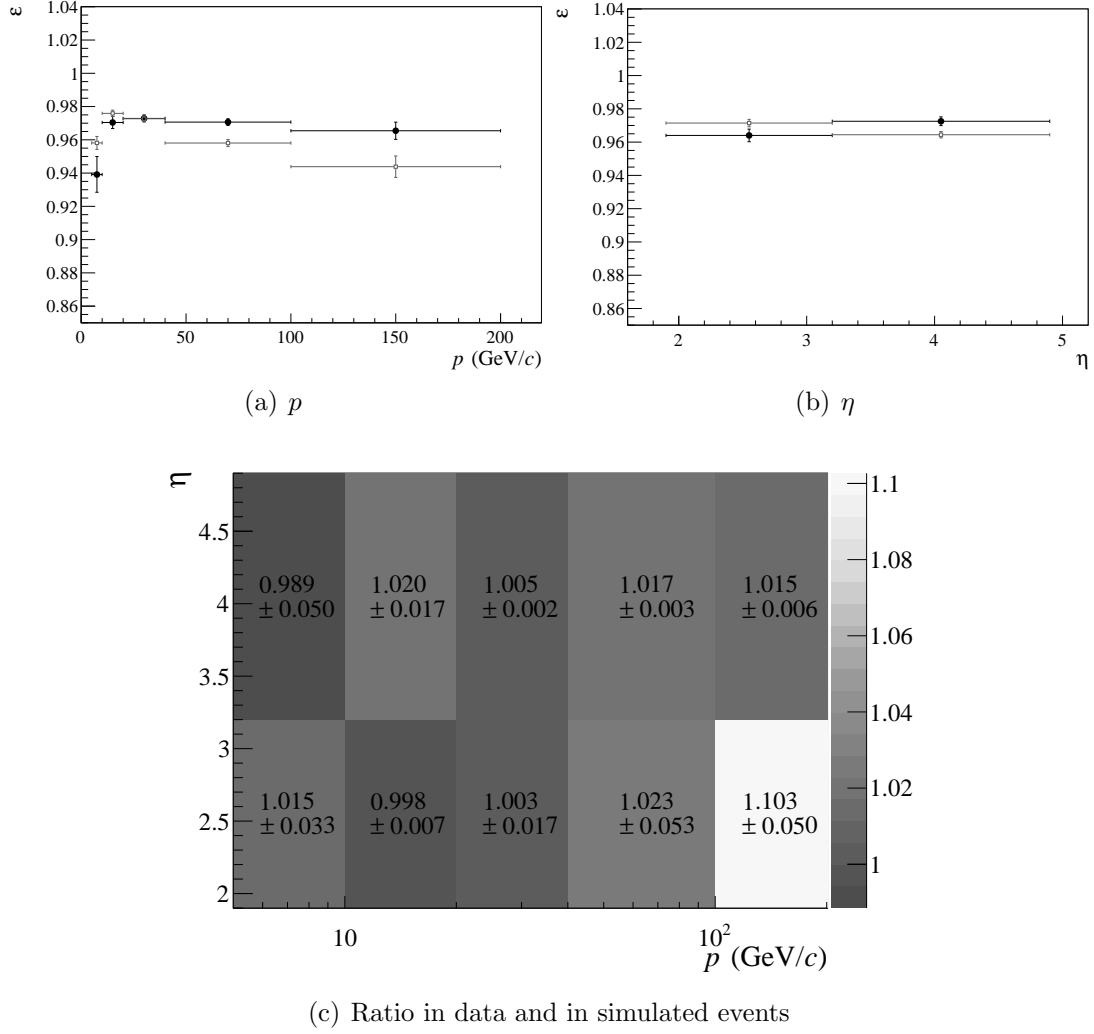 ε
1.04
1.02
1
0.98
0.96
0.94
0.92
0.9
0.88
0.86
0 50 100 150 200
p (GeV/c)
(a) p
ε
1.04
1.02
1
0.98
0.96
0.94
0.92
0.9
0.88
0.86
2 3 4 5
η
(b) η
η
4.5
4
3.5
3
2.5
2
0.989 1.020 1.005 1.017 1.015
± 0.050 ± 0.017 ± 0.002 ± 0.003 ± 0.006
1.015 0.998 1.003 1.023 1.103
± 0.033 ± 0.007 ± 0.017 ± 0.053 ± 0.050
10 10²
p (GeV/c)
1.1
1.08
1.06
1.04
1.02
1
(c) Ratio in data and in simulated events